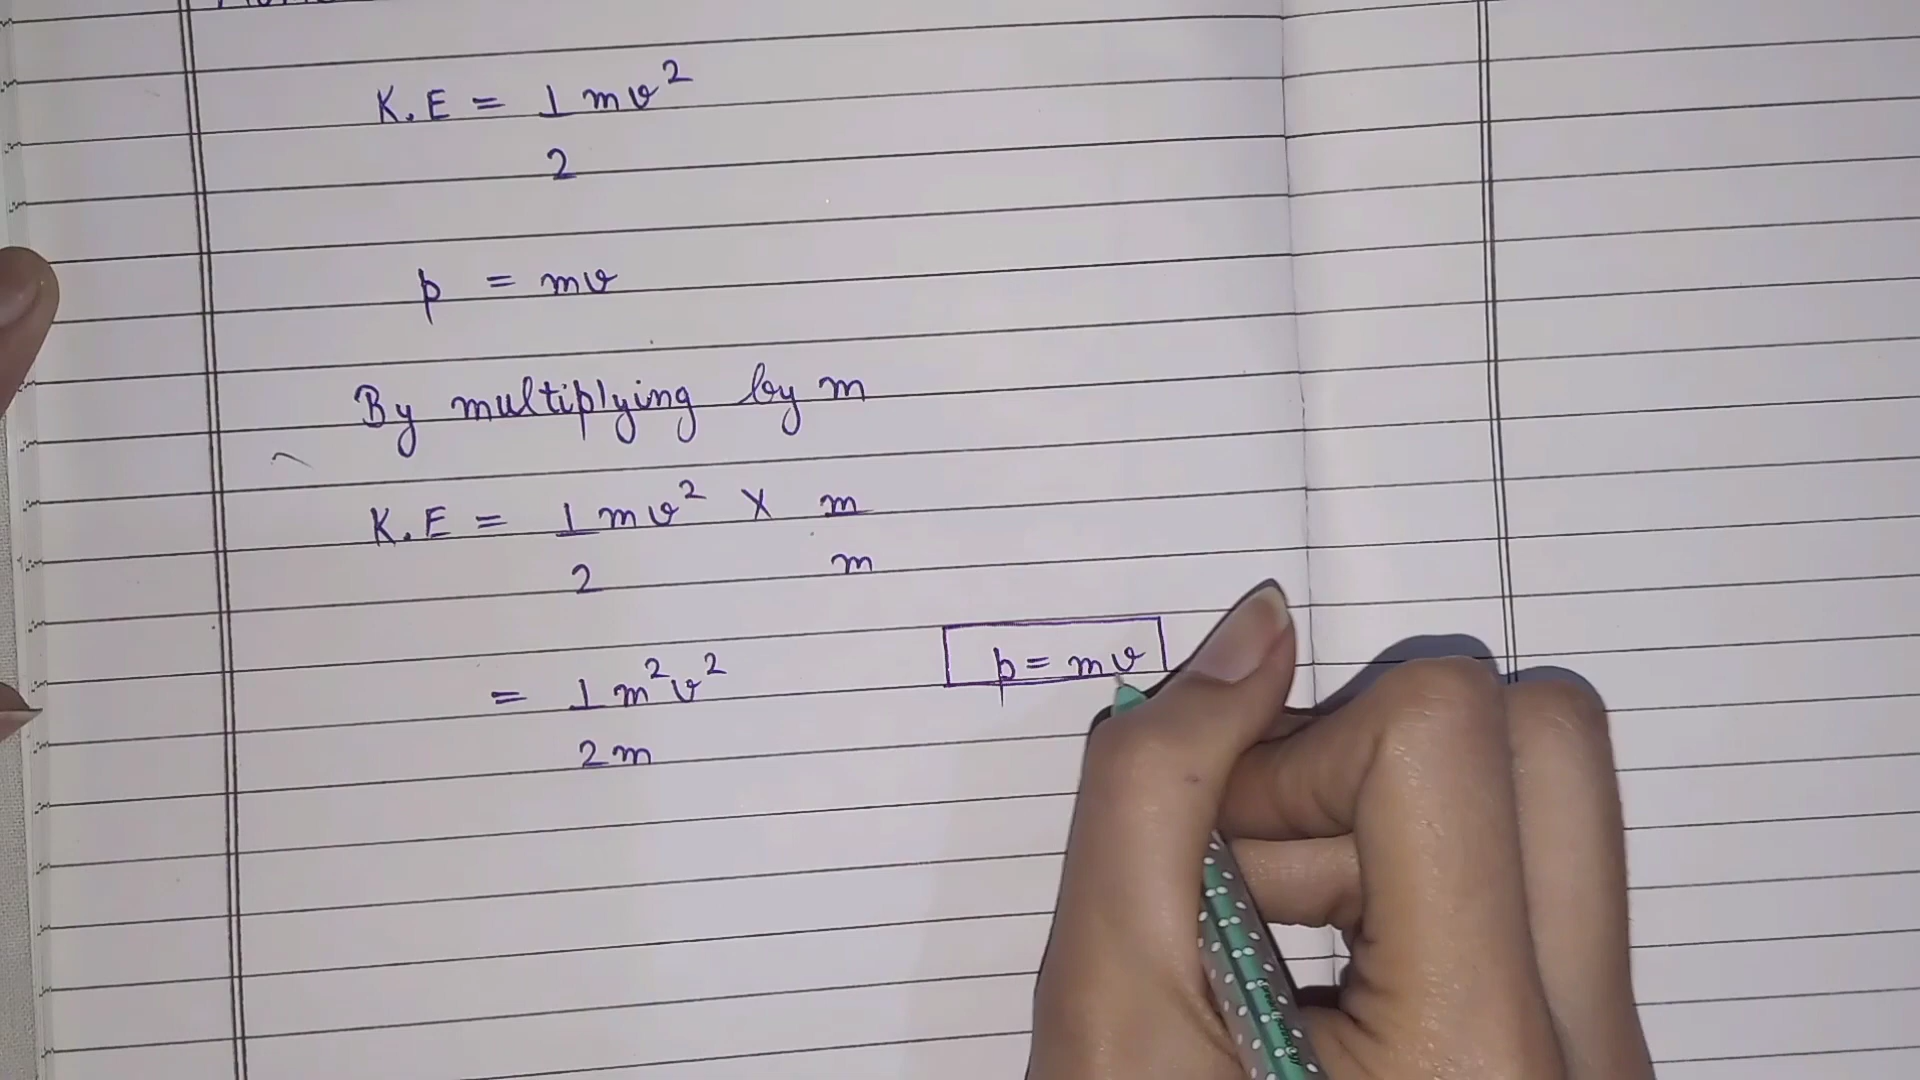 K.E = 1 mv²
2
p = mv
By multiplying by m
K.E = 1 mv² X m
2 m
= 1 m²v² p = mv
2m